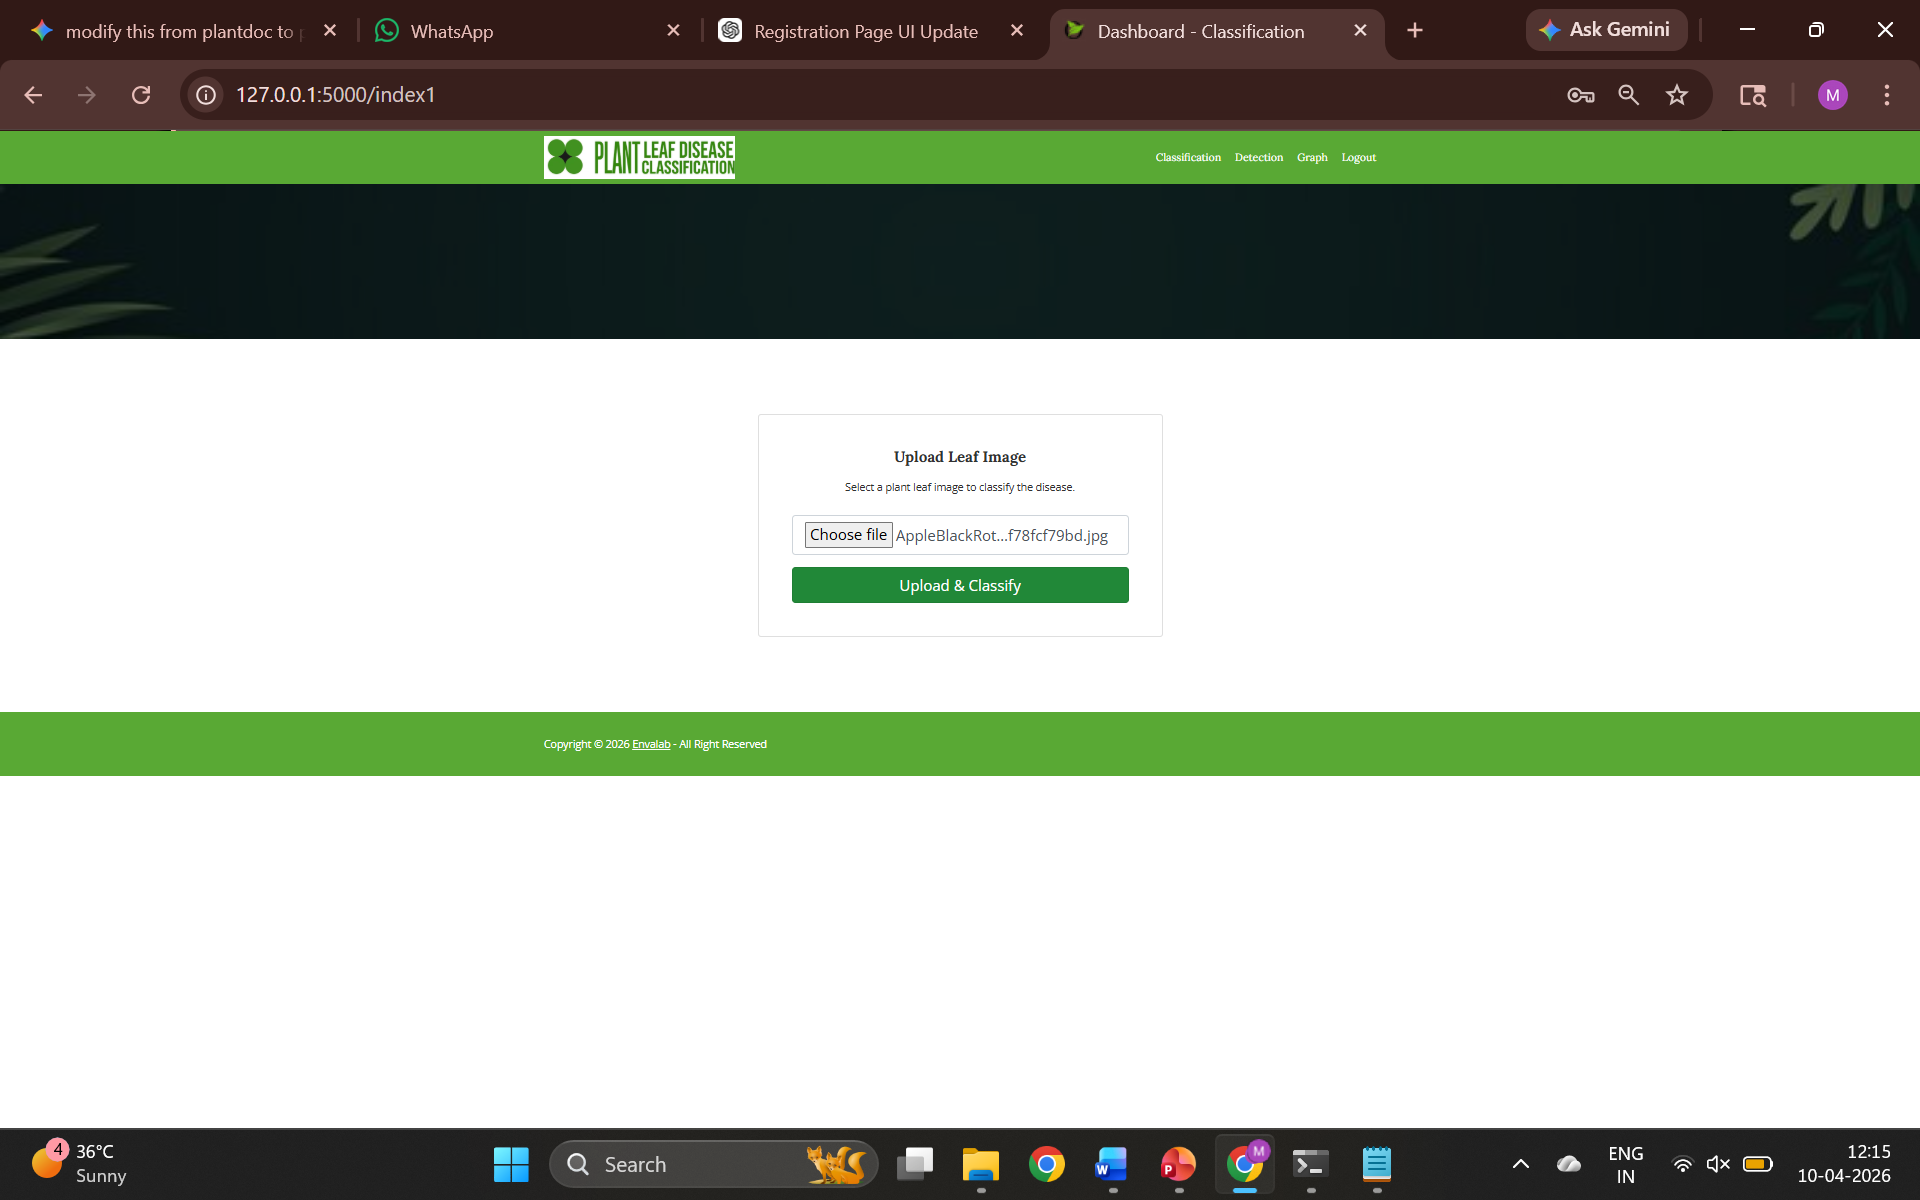 modify this from plantdoc to
WhatsApp
Registration Page UI Update
Dashboard - Classification
Ask Gemini
127.0.0.1:5000/index1
M
PLANT LEAF DISEASE CLASSIFICATION
Classification Detection Graph Logout
Upload Leaf Image
Select a plant leaf image to classify the disease.
Choose file AppleBlackRot...f78fcf79bd.jpg
Upload & Classify
Copyright © 2026 Envalab - All Right Reserved
4
36°C
Sunny
Search
W
P
M
ENG
IN
12:15
10-04-2026